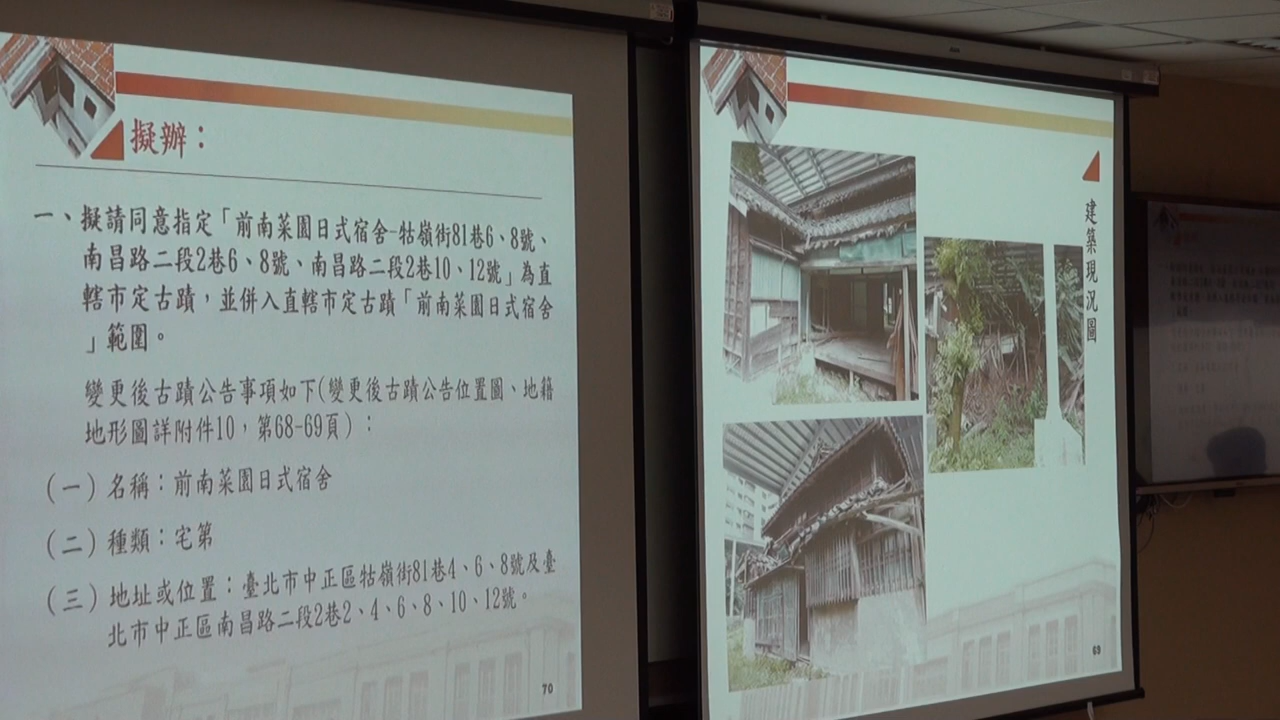 擬辦：
一、擬請同意指定「前南菜園日式宿舍-牯嶺街81巷6、8號、
南昌路二段2巷6、8號、南昌路二段2巷10、12號」為直
轄市定古蹟，並併入直轄市定古蹟「前南菜園日式宿舍
」範圍。
變更後古蹟公告事項如下(變更後古蹟公告位置圖、地籍
地形圖詳附件10，第68-69頁)：
（一）名稱：前南菜園日式宿舍
（二）種類：宅第
（三）地址或位置：臺北市中正區牯嶺街81巷4、6、8號及臺
北市中正區南昌路二段2巷2、4、6、8、10、12號。
70
建築現況圖
69